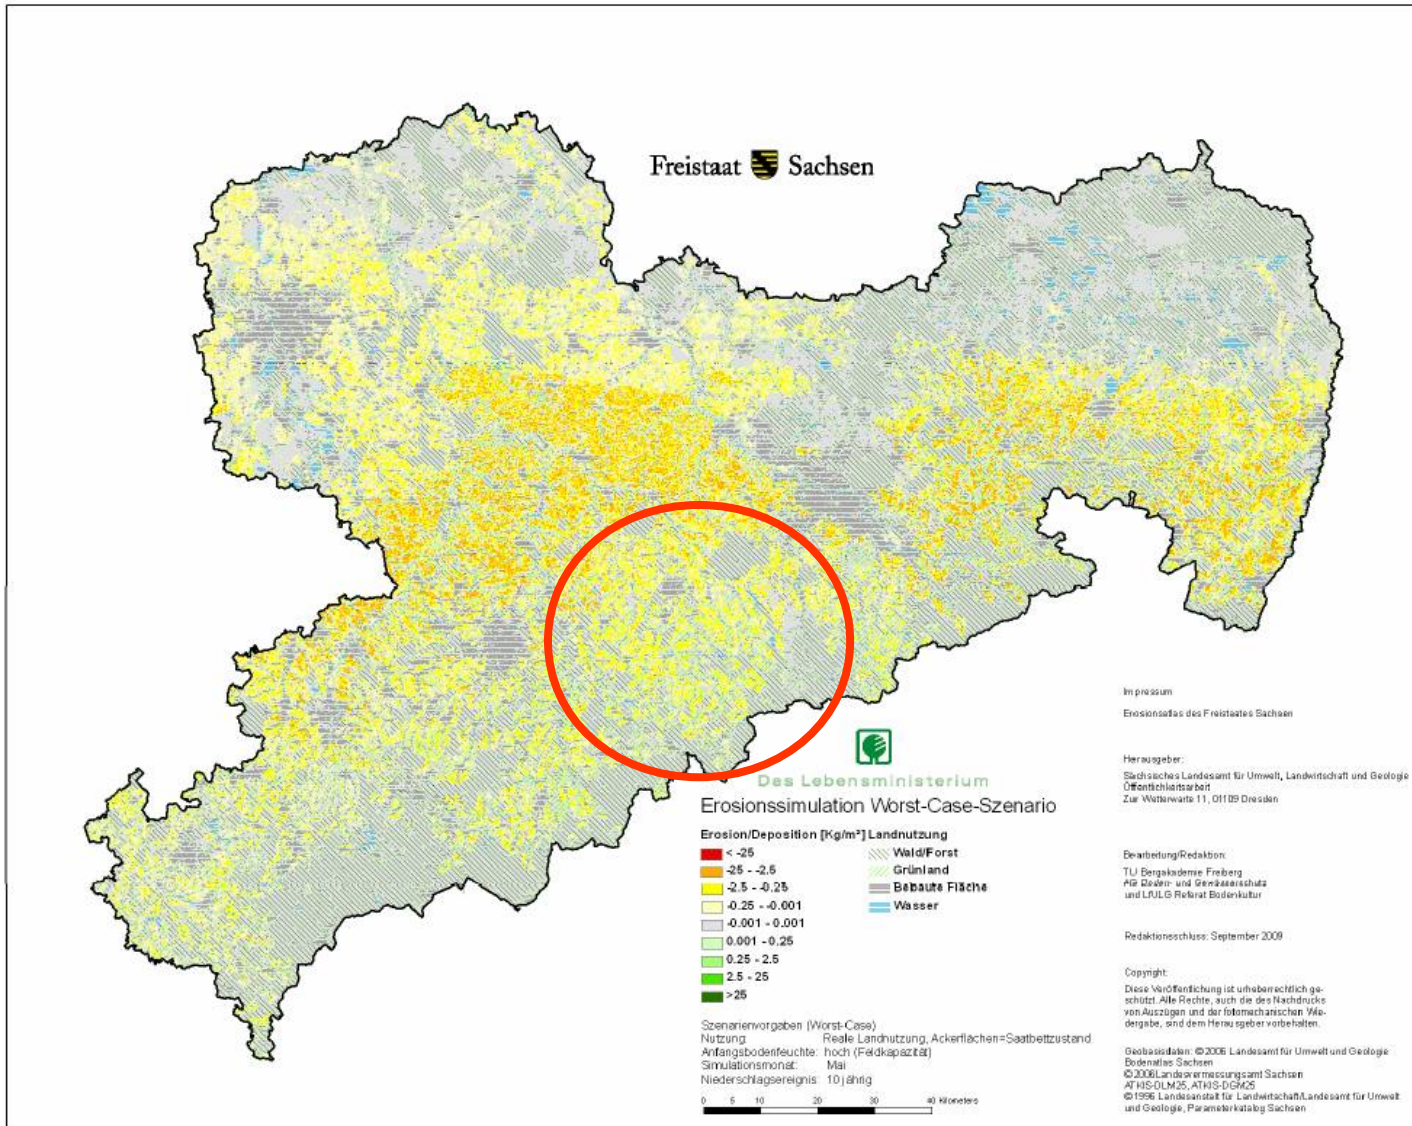 Freistaat Sachsen
Das Lebensministerium
Erosionssimulation Worst-Case-Szenario
Erosion/Deposition [Kg/m²] Landnutzung
< -25
-25 - -2.5
-2.5 - -0.25
-0.25 - -0.001
-0.001 - 0.001
0.001 - 0.25
0.25 - 2.5
2.5 - 25
>25
Wald/Forst
Grünland
Bebaute Fläche
Wasser
Szenarienvorgaben (Worst-Case)
Nutzung: Reale Landnutzung, Ackerflächen=Saatbettzustand
Anfangsbodenfeuchte: hoch (Feldkapazität)
Simulationsmonat: Mai
Niederschlagsereignis: 10jährig
0 5 10 20 30 40 Kilometers
Impressum
Erosionsatlas des Freistaates Sachsen
Herausgeber:
Sächsisches Landesamt für Umwelt, Landwirtschaft und Geologie
Öffentlichkeitsarbeit
Zur Wetterwarte 11, 01109 Dresden
Bearbeitung/Redaktion:
TU Bergakademie Freiberg
AG Boden- und Gewässerschutz
und LfULG Referat Bodenkultur
Redaktionsschluss: September 2009
Copyright:
Diese Veröffentlichung ist urheberrechtlich ge-
schützt. Alle Rechte, auch die des Nachdrucks
von Auszügen und der fotomechanischen Wie-
dergabe, sind dem Herausgeber vorbehalten.
Geobasisdaten: ©2006 Landesamt für Umwelt und Geologie
Bodenatlas Sachsen
©2006Landesvermessungsamt Sachsen
ATKIS-DLM25, ATKIS-DGM25
©1996 Landesanstalt für Landwirtschaft/Landesamt für Umwelt
und Geologie, Parameterkatalog Sachsen